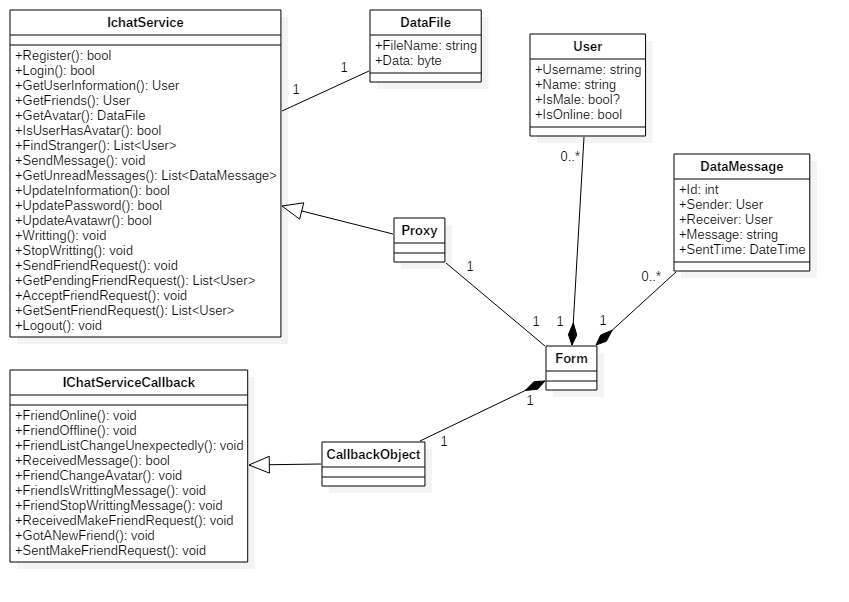 IchatService
+Register(): bool
+Login(): bool
+GetUserInformation(): User
+GetFriends(): User
+GetAvatar(): DataFile
+IsUserHasAvatar(): bool
+FindStranger(): List<User>
+SendMessage(): void
+GetUnreadMessages(): List<DataMessage>
+UpdateInformation(): bool
+UpdatePassword(): bool
+UpdateAvatawr(): bool
+Writting(): void
+StopWritting(): void
+SendFriendRequest(): void
+GetPendingFriendRequest(): List<User>
+AcceptFriendRequest(): void
+GetSentFriendRequest(): List<User>
+Logout(): void
1
1
DataFile
+FileName: string
+Data: byte
User
+Username: string
+Name: string
+IsMale: bool?
+IsOnline: bool
0..*
DataMessage
+Id: int
+Sender: User
+Receiver: User
+Message: string
+SentTime: DateTime
0..*
Proxy
1
1
1
1
Form
1
IChatServiceCallback
+FriendOnline(): void
+FriendOffline(): void
+FriendListChangeUnexpectedly(): void
+ReceivedMessage(): bool
+FriendChangeAvatar(): void
+FriendIsWrittingMessage(): void
+FriendStopWrittingMessage(): void
+ReceivedMakeFriendRequest(): void
+GotANewFriend(): void
+SentMakeFriendRequest(): void
1
CallbackObject